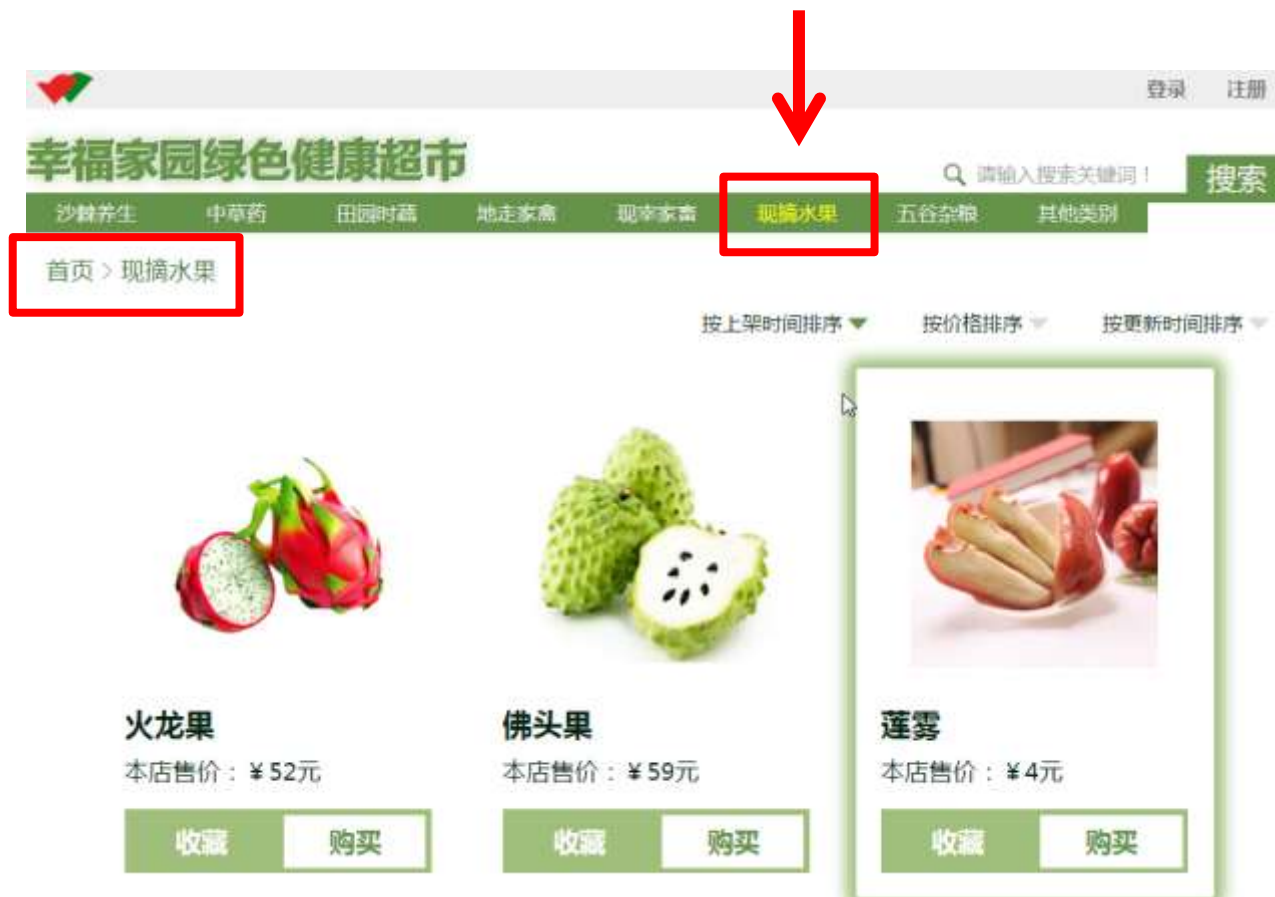 登录 注册
幸福家园绿色健康超市
请输入搜索关键词！ 搜索
沙棘养生 中草药 田园时蔬 地走家禽 现宰家畜 现摘水果 五谷杂粮 其他类别
首页 > 现摘水果
按上架时间排序 按价格排序 按更新时间排序
火龙果 佛头果 莲雾
本店售价：¥52元 本店售价：¥59元 本店售价：¥4元
收藏 购买 收藏 购买 收藏 购买